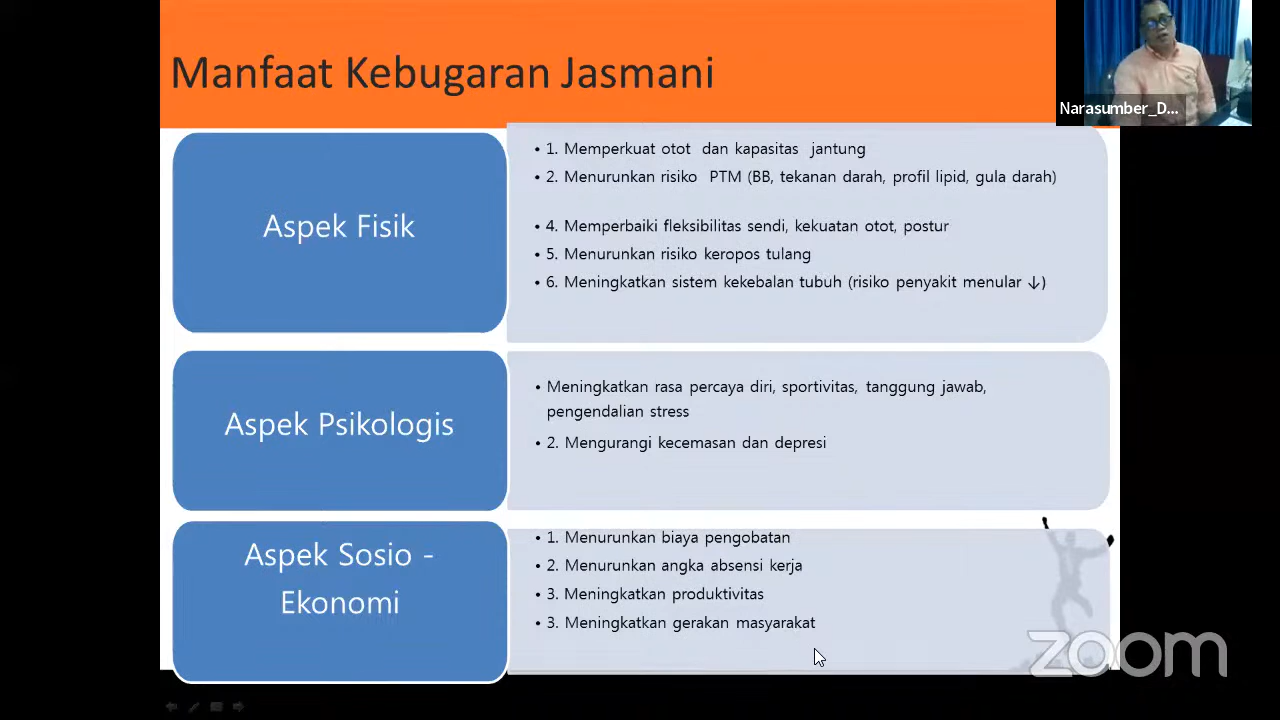 Manfaat Kebugaran Jasmani
Narasumber_D...
Aspek Fisik
• 1. Memperkuat otot dan kapasitas jantung
• 2. Menurunkan risiko PTM (BB, tekanan darah, profil lipid, gula darah)
• 4. Memperbaiki fleksibilitas sendi, kekuatan otot, postur
• 5. Menurunkan risiko keropos tulang
• 6. Meningkatkan sistem kekebalan tubuh (risiko penyakit menular ↓)
Aspek Psikologis
• Meningkatkan rasa percaya diri, sportivitas, tanggung jawab,
pengendalian stress
• 2. Mengurangi kecemasan dan depresi
Aspek Sosio -
Ekonomi
• 1. Menurunkan biaya pengobatan
• 2. Menurunkan angka absensi kerja
• 3. Meningkatkan produktivitas
• 3. Meningkatkan gerakan masyarakat
zoom